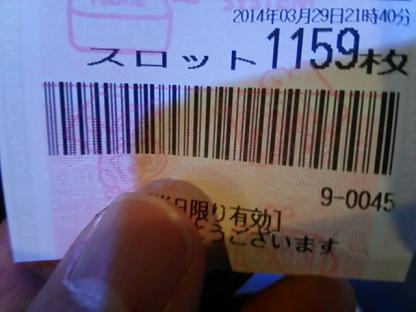 2014年03月29日21時40分
スロット1159枚
9-0045
日限り有効]
うございます